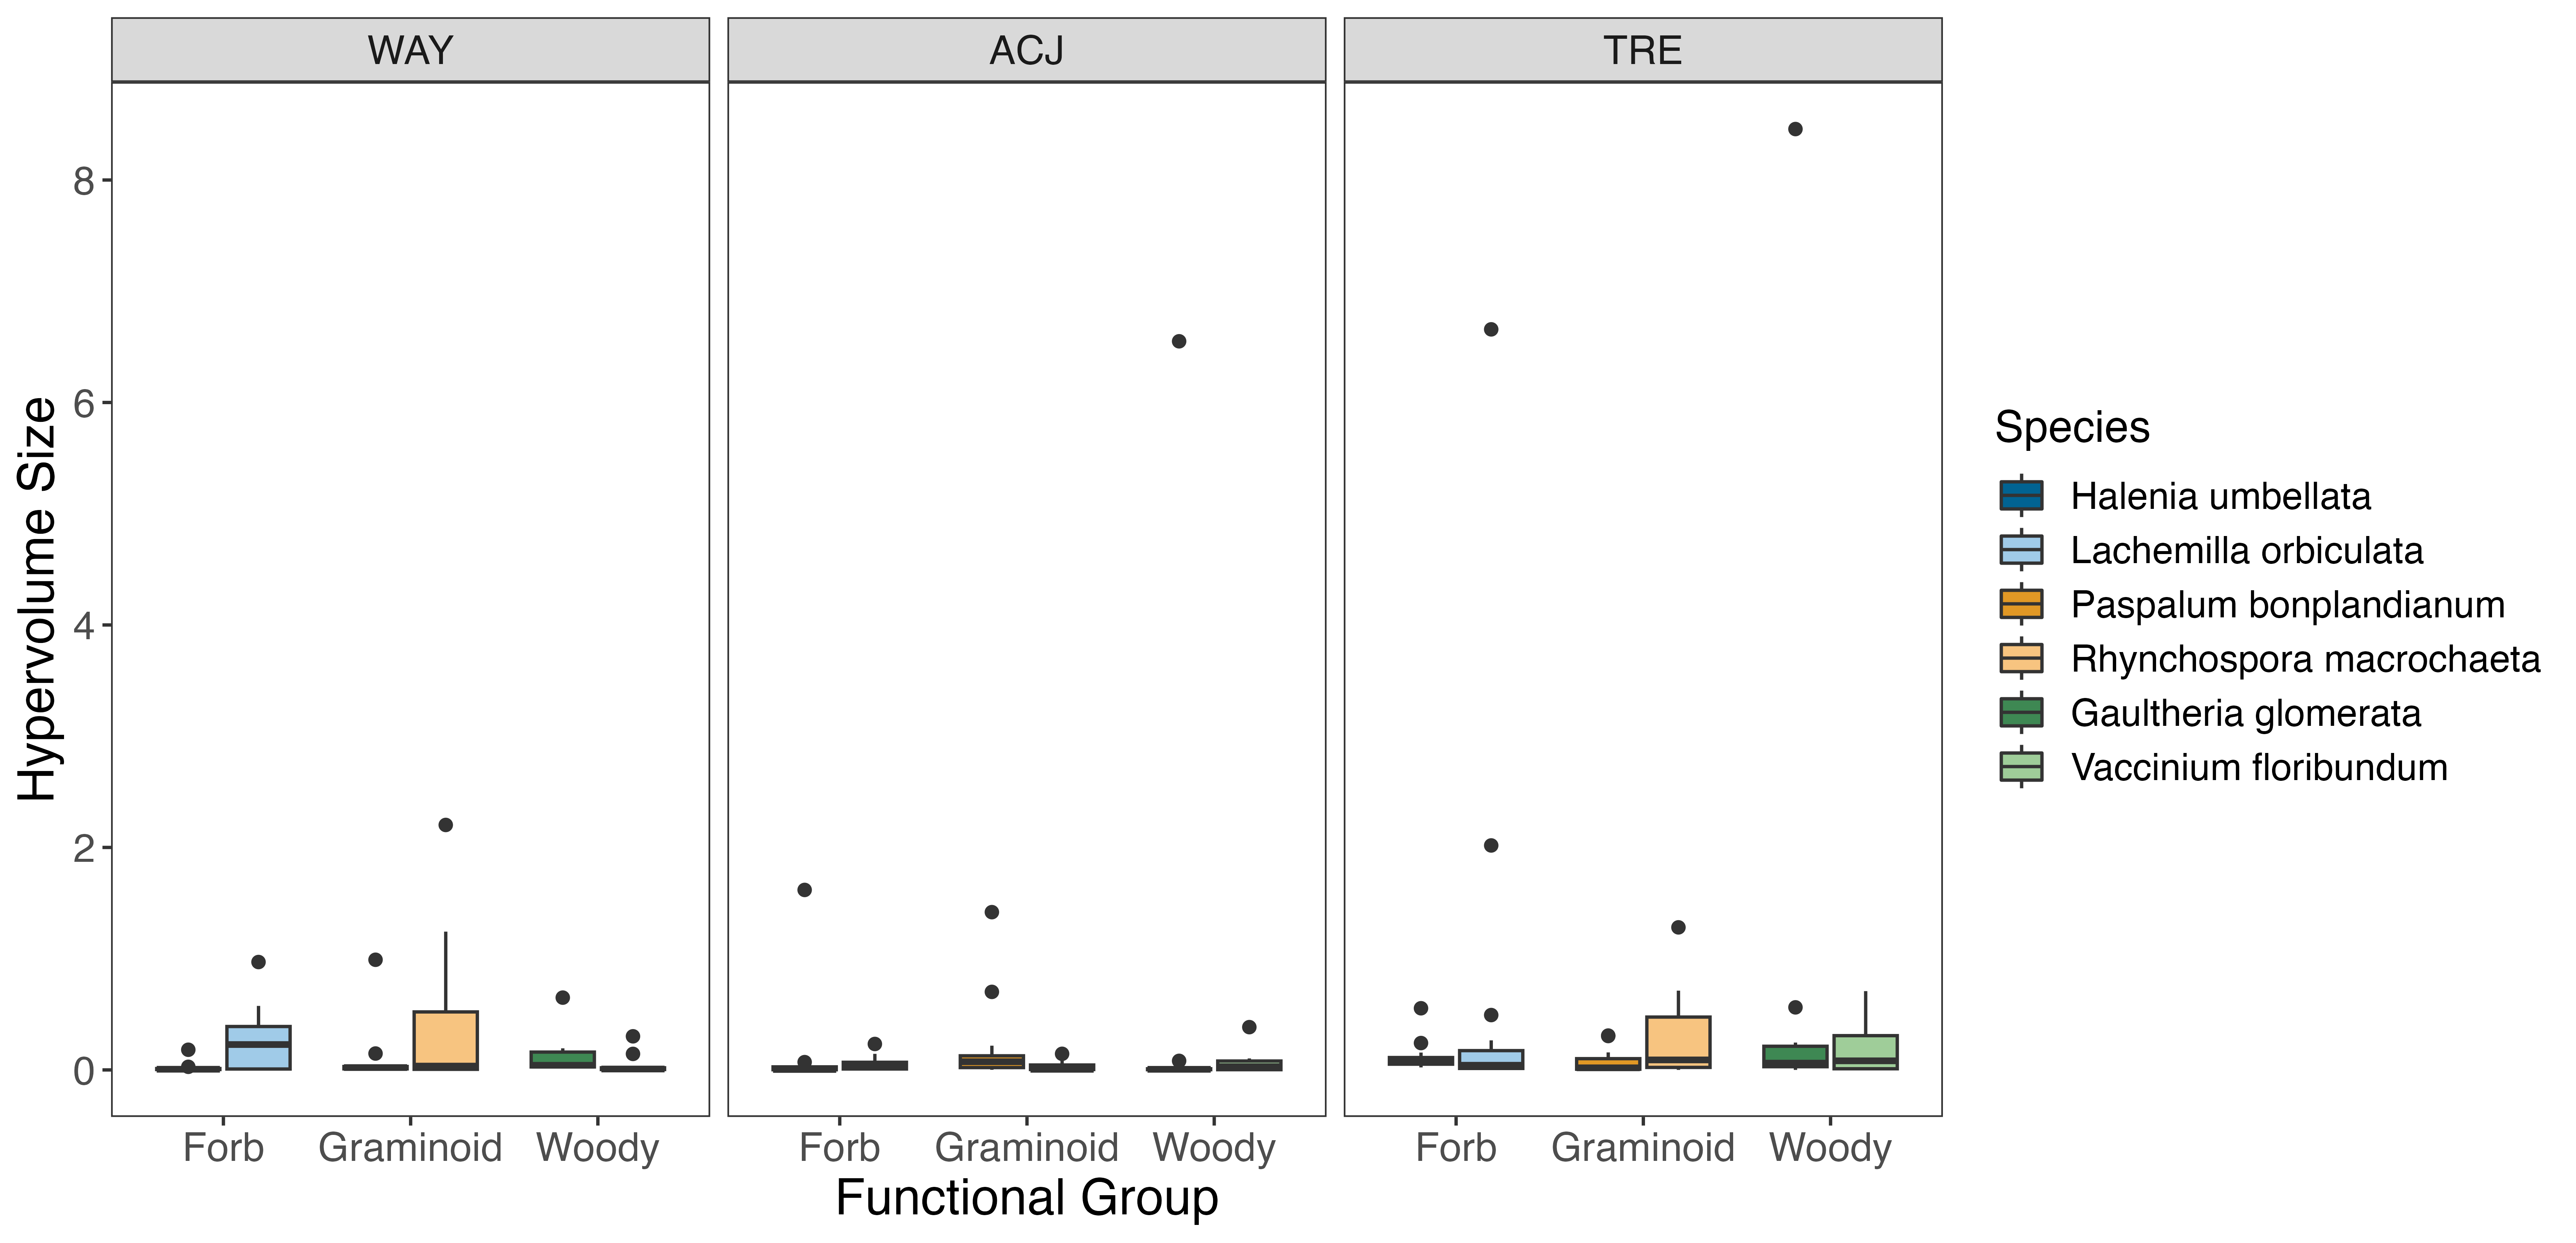 WAY
ACJ
TRE
Hypervolume Size
8
6
4
2
0
Forb Graminoid Woody
Forb Graminoid Woody
Forb Graminoid Woody
Functional Group
Species
Halenia umbellata
Lachemilla orbiculata
Paspalum bonplandianum
Rhynchospora macrochaeta
Gaultheria glomerata
Vaccinium floribundum